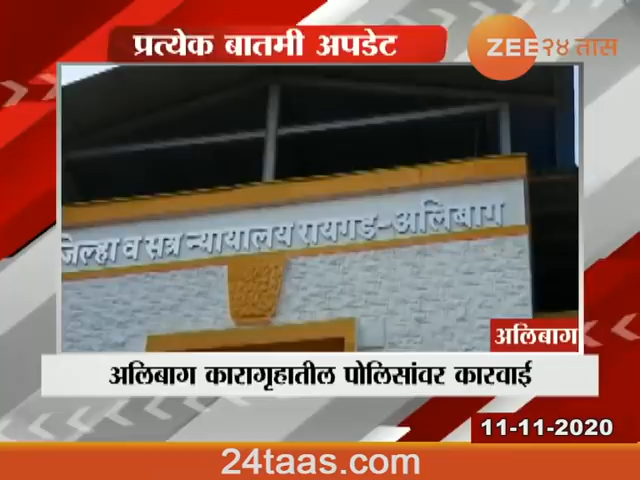 प्रत्येक बातमी अपडेट
ZEE २४ तास
जिल्हा व सत्र न्यायालय रायगड-अलिबाग
अलिबाग
अलिबाग कारागृहातील पोलिसांवर कारवाई
11-11-2020
24taas.com